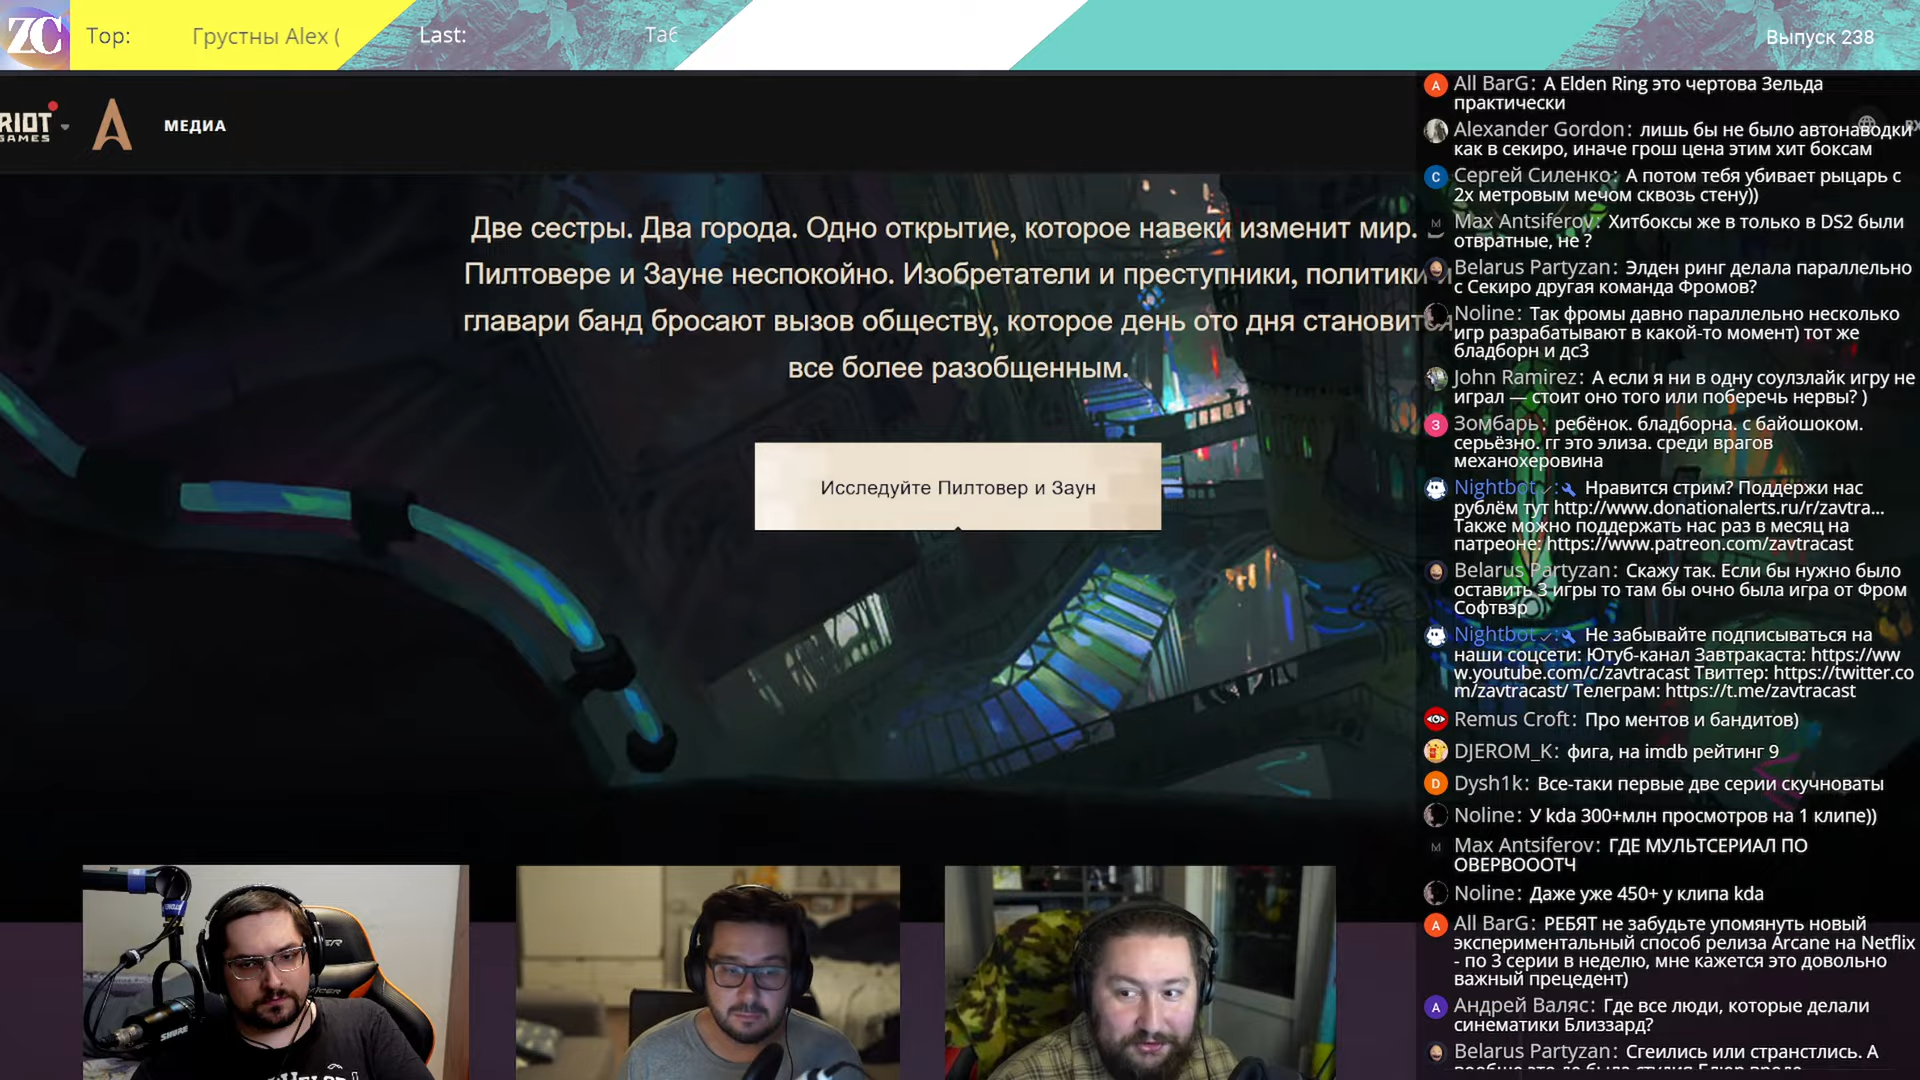 ZC
Top:
Грустны Alex (
Last:
Таб
Выпуск 238
RIOT
GAMES
МЕДИА
Две сестры. Два города. Одно открытие, которое навеки изменит мир.
Пилтовере и Зауне неспокойно. Изобретатели и преступники, политики и
главари банд бросают вызов обществу, которое день ото дня становится
все более разобщенным.
Исследуйте Пилтовер и Заун
All BarG: А Elden Ring это чертова Зельда
практически
Alexander Gordon: лишь бы не было автонаводки
как в секиро, иначе грош цена этим хит боксам
Сергей Силенко: А потом тебя убивает рыцарь с
2х метровым мечом сквозь стену))
Max Antsiferov: Хитбоксы же в только в DS2 были
отвратные, не ?
Belarus Partyzan: Элден ринг делала параллельно
с Секиро другая команда Фромов?
Noline: Так фромы давно параллельно несколько
игр разрабатывают в какой-то момент) тот же
бладборн и дс3
John Ramirez: А если я ни в одну соулзлайк игру не
играл — стоит оно того или поберечь нервы? )
Зомбарь: ребёнок. бладборна. с байошоком.
серьёзно. гг это элиза. среди врагов
механохеровина
Nightbot: Нравится стрим? Поддержи нас
рублём тут http://www.donationalerts.ru/r/zavtra...
Также можно поддержать нас раз в месяц на
патреоне: https://www.patreon.com/zavtracast
Belarus Partyzan: Скажу так. Если бы нужно было
оставить 3 игры то там бы очно была игра от Фром
Софтвэр
Nightbot: Не забывайте подписываться на
наши соцсети: Ютуб-канал Завтракаста: https://ww
w.youtube.com/c/zavtracast Твиттер: https://twitter.co
m/zavtracast/ Телеграм: https://t.me/zavtracast
Remus Croft: Про ментов и бандитов)
DJEROM_K: фига, на imdb рейтинг 9
Dysh1k: Все-таки первые две серии скучноваты
Noline: У kda 300+млн просмотров на 1 клипе))
Max Antsiferov: ГДЕ МУЛЬТСЕРИАЛ ПО
ОВЕРВОООТЧ
Noline: Даже уже 450+ у клипа kda
All BarG: РЕБЯТ не забудьте упомянуть новый
экспериментальный способ релиза Arcane на Netflix
- по 3 серии в неделю, мне кажется это довольно
важный прецедент)
Андрей Валяс: Где все люди, которые делали
синематики Близзард?
Belarus Partyzan: Сгеились или странстлись. А
SHURE